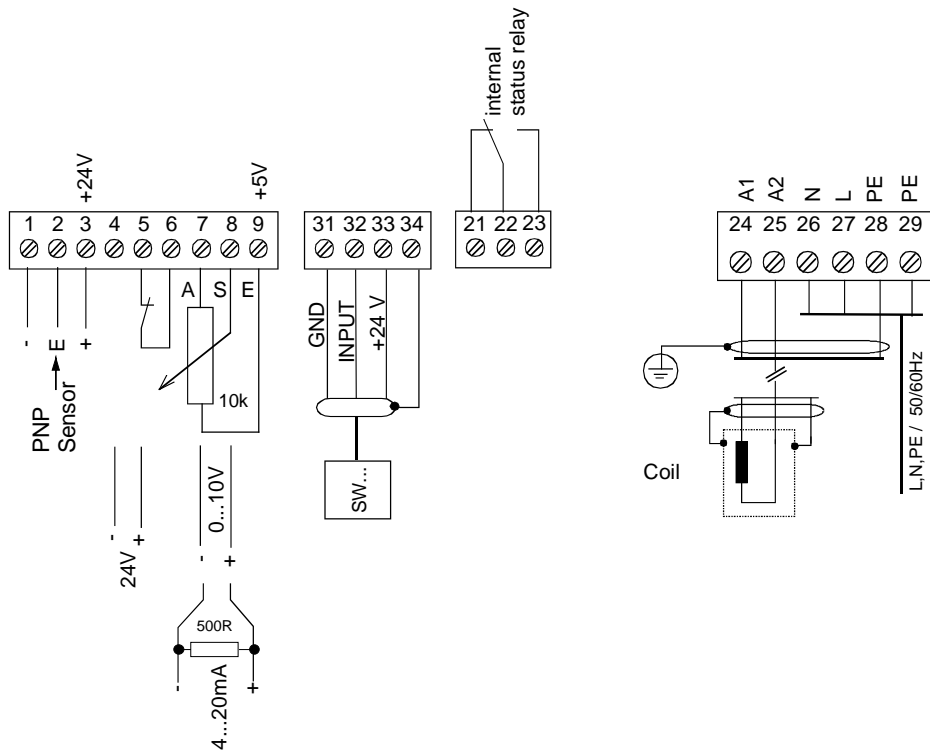 internal
status relay
+24V
+5V
1 2 3 4 5 6 7 8 9
31 32 33 34
21 22 23
A1 A2 N L PE PE
24 25 26 27 28 29
A S E
GND
INPUT
+24 V
- E +
PNP
Sensor
10k
SW...
Coil
L,N,PE / 50/60Hz
- +
24V
0...10V
- +
500R
- +
4...20mA